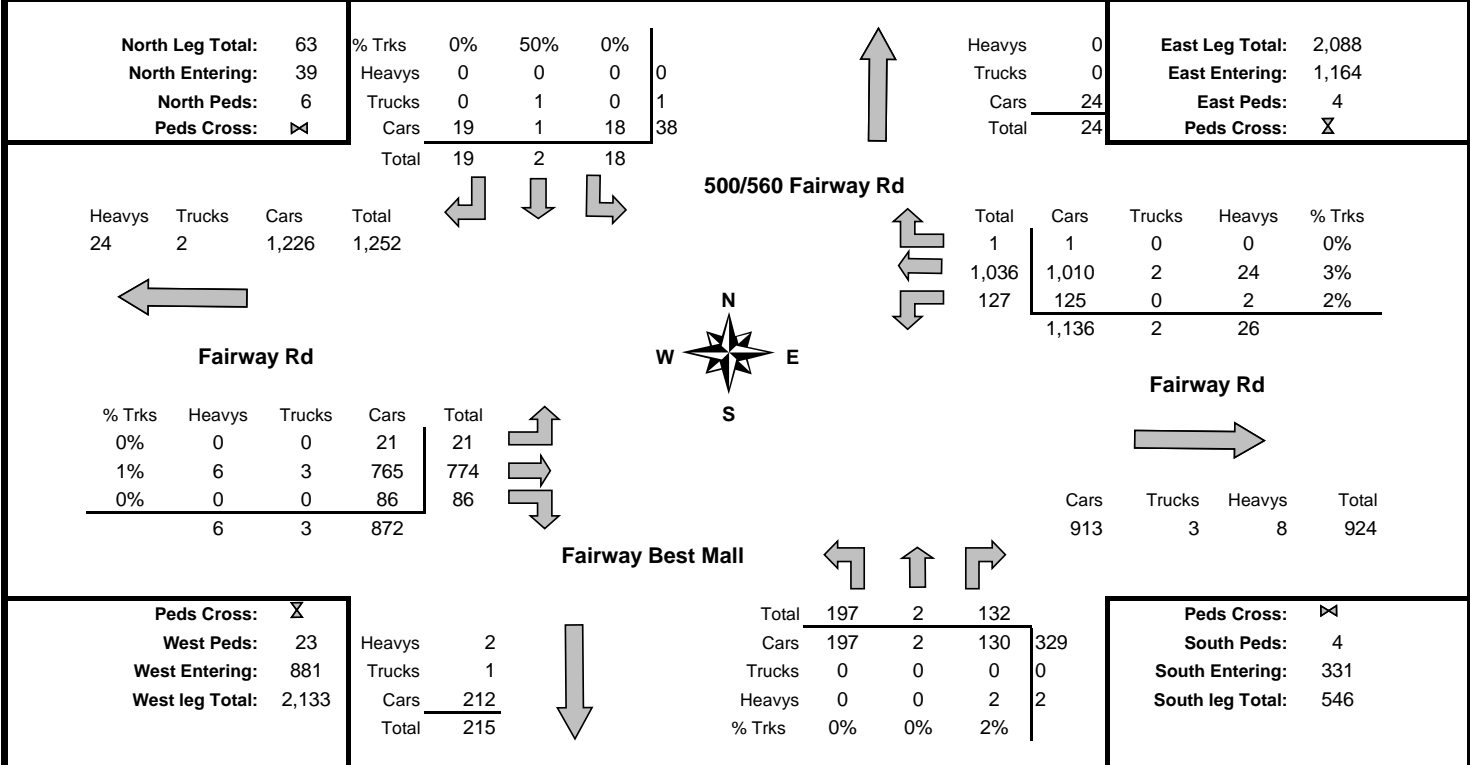 North Leg Total: 63
North Entering: 39
North Peds: 6
Peds Cross:
% Trks 0% 50% 0%
Heavys 0 0 0 0
Trucks 0 1 0 1
Cars 19 1 18 38
Total 19 2 18
Heavys 0
Trucks 0
Cars 24
Total 24
East Leg Total: 2,088
East Entering: 1,164
East Peds: 4
Peds Cross:
500/560 Fairway Rd
Heavys Trucks Cars Total
24 2 1,226 1,252
Total Cars Trucks Heavys % Trks
1 1 0 0 0%
1,036 1,010 2 24 3%
127 125 0 2 2%
1,136 2 26
Fairway Rd
N
W E
S
Fairway Rd
% Trks Heavys Trucks Cars Total
0% 0 0 21 21
1% 6 3 765 774
0% 0 0 86 86
6 3 872
Cars Trucks Heavys Total
913 3 8 924
Fairway Best Mall
Peds Cross:
West Peds: 23
West Entering: 881
West leg Total: 2,133
Heavys 2
Trucks 1
Cars 212
Total 215
Total 197 2 132
Cars 197 2 130 329
Trucks 0 0 0 0
Heavys 0 0 2 2
% Trks 0% 0% 2%
Peds Cross:
South Peds: 4
South Entering: 331
South leg Total: 546